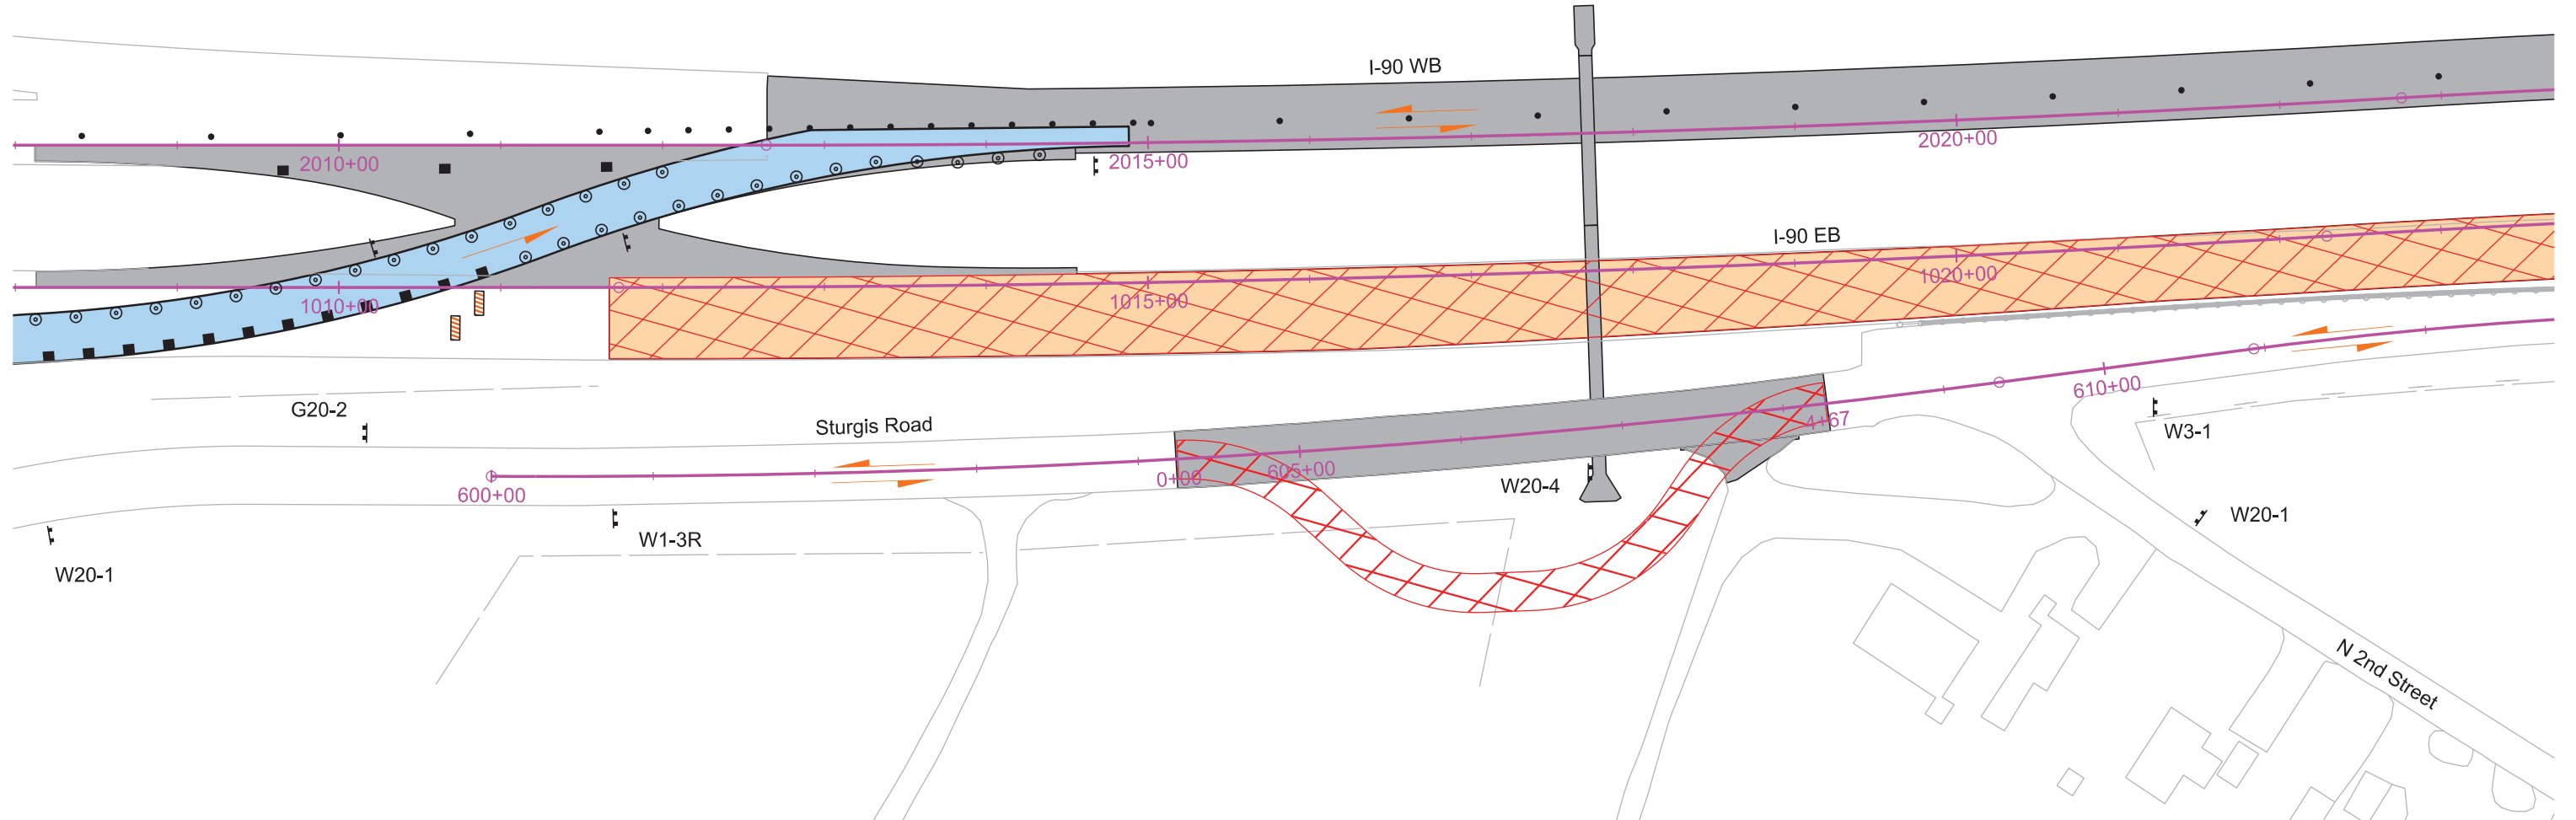 I-90 WB
2010+00
2015+00
2020+00
I-90 EB
1010+00
1015+00
1020+00
G20-2
Sturgis Road
610+00
4+67
W3-1
600+00
0+00
605+00
W20-4
W20-1
W1-3R
W20-1
N 2nd Street